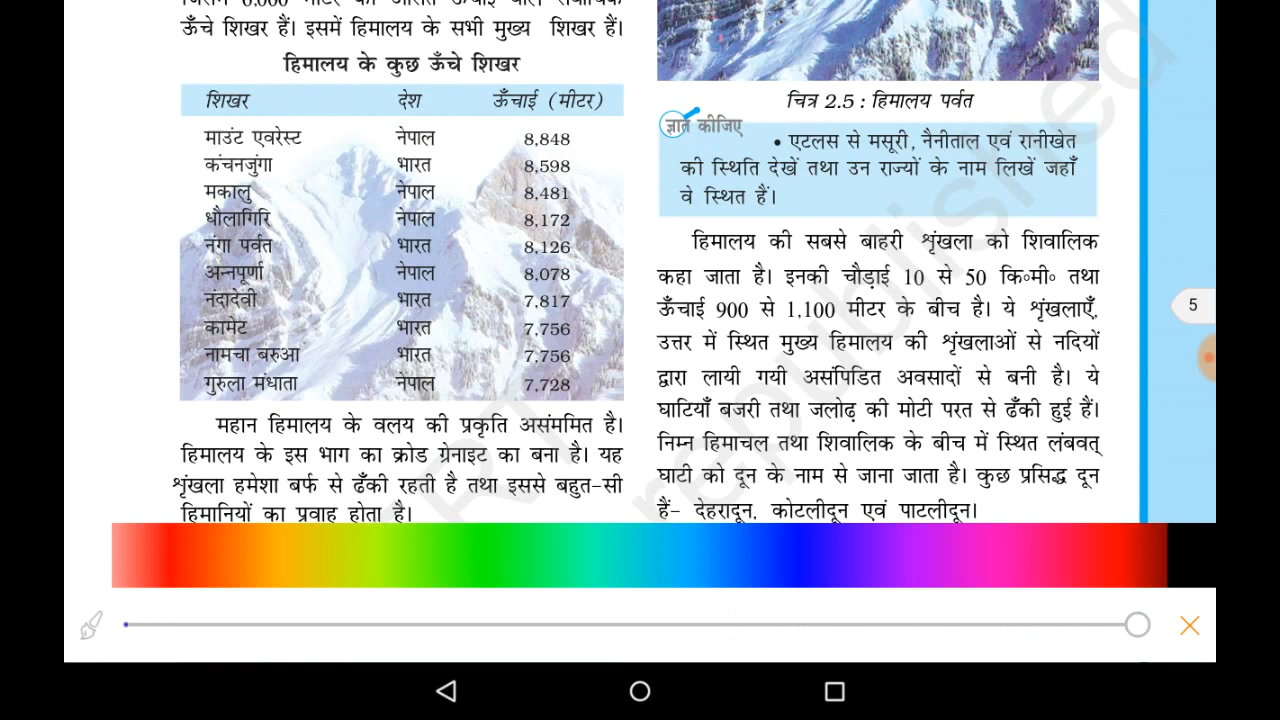 ऊँचे शिखर हैं। इसमें हिमालय के सभी मुख्य शिखर हैं।
हिमालय के कुछ ऊँचे शिखर
शिखर देश ऊँचाई (मीटर)
माउंट एवरेस्ट नेपाल 8,848
कंचनजुंगा भारत 8,598
मकालु नेपाल 8,481
धौलागिरि नेपाल 8,172
नंगा पर्वत भारत 8,126
अन्नपूर्णा नेपाल 8,078
नंदादेवी भारत 7,817
कामेट भारत 7,756
नामचा बरुआ भारत 7,756
गुरुला मंधाता नेपाल 7,728
महान हिमालय के वलय की प्रकृति असंममित है।
हिमालय के इस भाग का क्रोड ग्रेनाइट का बना है। यह
शृंखला हमेशा बर्फ से ढँकी रहती है तथा इससे बहुत-सी
हिमानियों का प्रवाह होता है।
चित्र 2.5 : हिमालय पर्वत
ज्ञात कीजिए
• एटलस से मसूरी, नैनीताल एवं रानीखेत
की स्थिति देखें तथा उन राज्यों के नाम लिखें जहाँ
वे स्थित हैं।
हिमालय की सबसे बाहरी शृंखला को शिवालिक
कहा जाता है। इनकी चौड़ाई 10 से 50 कि॰मी॰ तथा
ऊँचाई 900 से 1,100 मीटर के बीच है। ये शृंखलाएँ,
उत्तर में स्थित मुख्य हिमालय की शृंखलाओं से नदियों
द्वारा लायी गयी असंपिडित अवसादों से बनी है। ये
घाटियाँ बजरी तथा जलोढ़ की मोटी परत से ढँकी हुई हैं।
निम्न हिमाचल तथा शिवालिक के बीच में स्थित लंबवत्
घाटी को दून के नाम से जाना जाता है। कुछ प्रसिद्ध दून
हैं- देहरादून, कोटलीदून एवं पाटलीदून।
republished
5